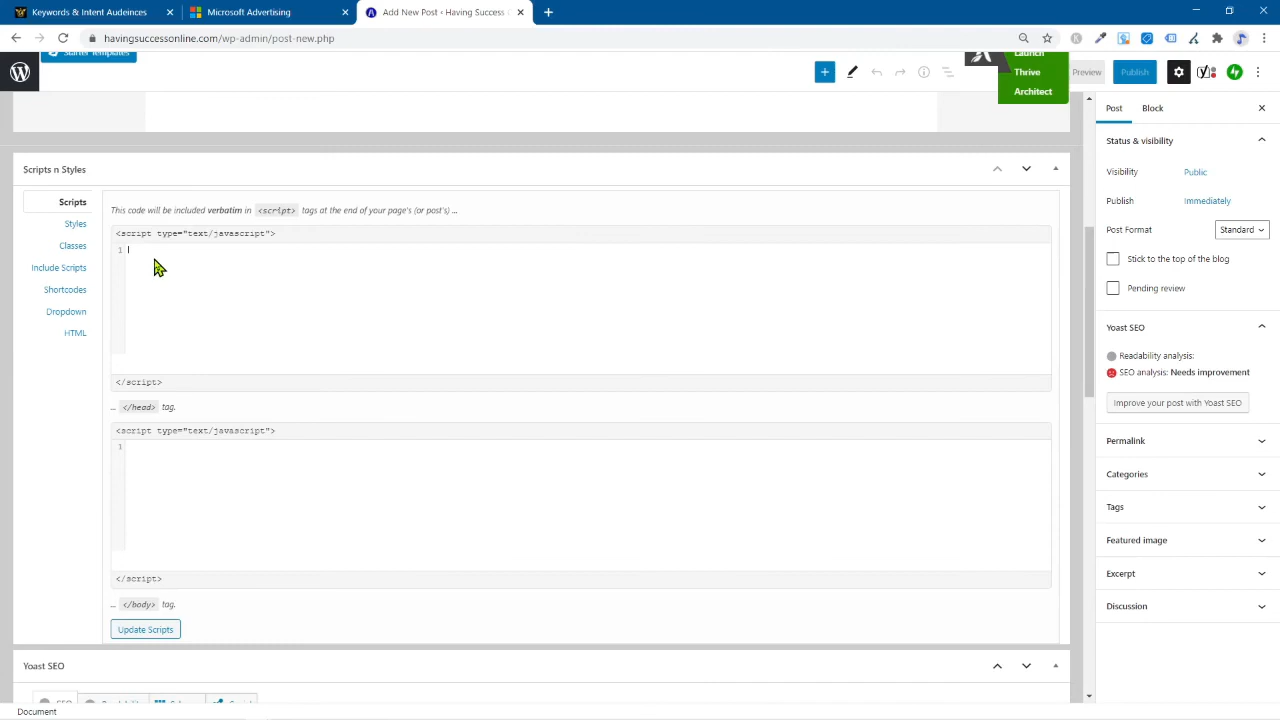 Keywords & Intent Audeinces
Microsoft Advertising
Add New Post ‹ Having Success
havingsuccessonline.com/wp-admin/post-new.php
Starter Templates
Launch
Thrive
Architect
Preview
Publish
Post
Block
Status & visibility
Visibility
Public
Publish
Immediately
Post Format
Standard
Stick to the top of the blog
Pending review
Yoast SEO
Readability analysis:
SEO analysis: Needs improvement
Improve your post with Yoast SEO
Permalink
Categories
Tags
Featured image
Excerpt
Discussion
Scripts n Styles
Scripts
Styles
Classes
Include Scripts
Shortcodes
Dropdown
HTML
This code will be included verbatim in <script> tags at the end of your page's (or post's) ...
<script type="text/javascript">
1
</script>
... </head> tag.
<script type="text/javascript">
1
</script>
... </body> tag.
Update Scripts
Yoast SEO
SEO
Document